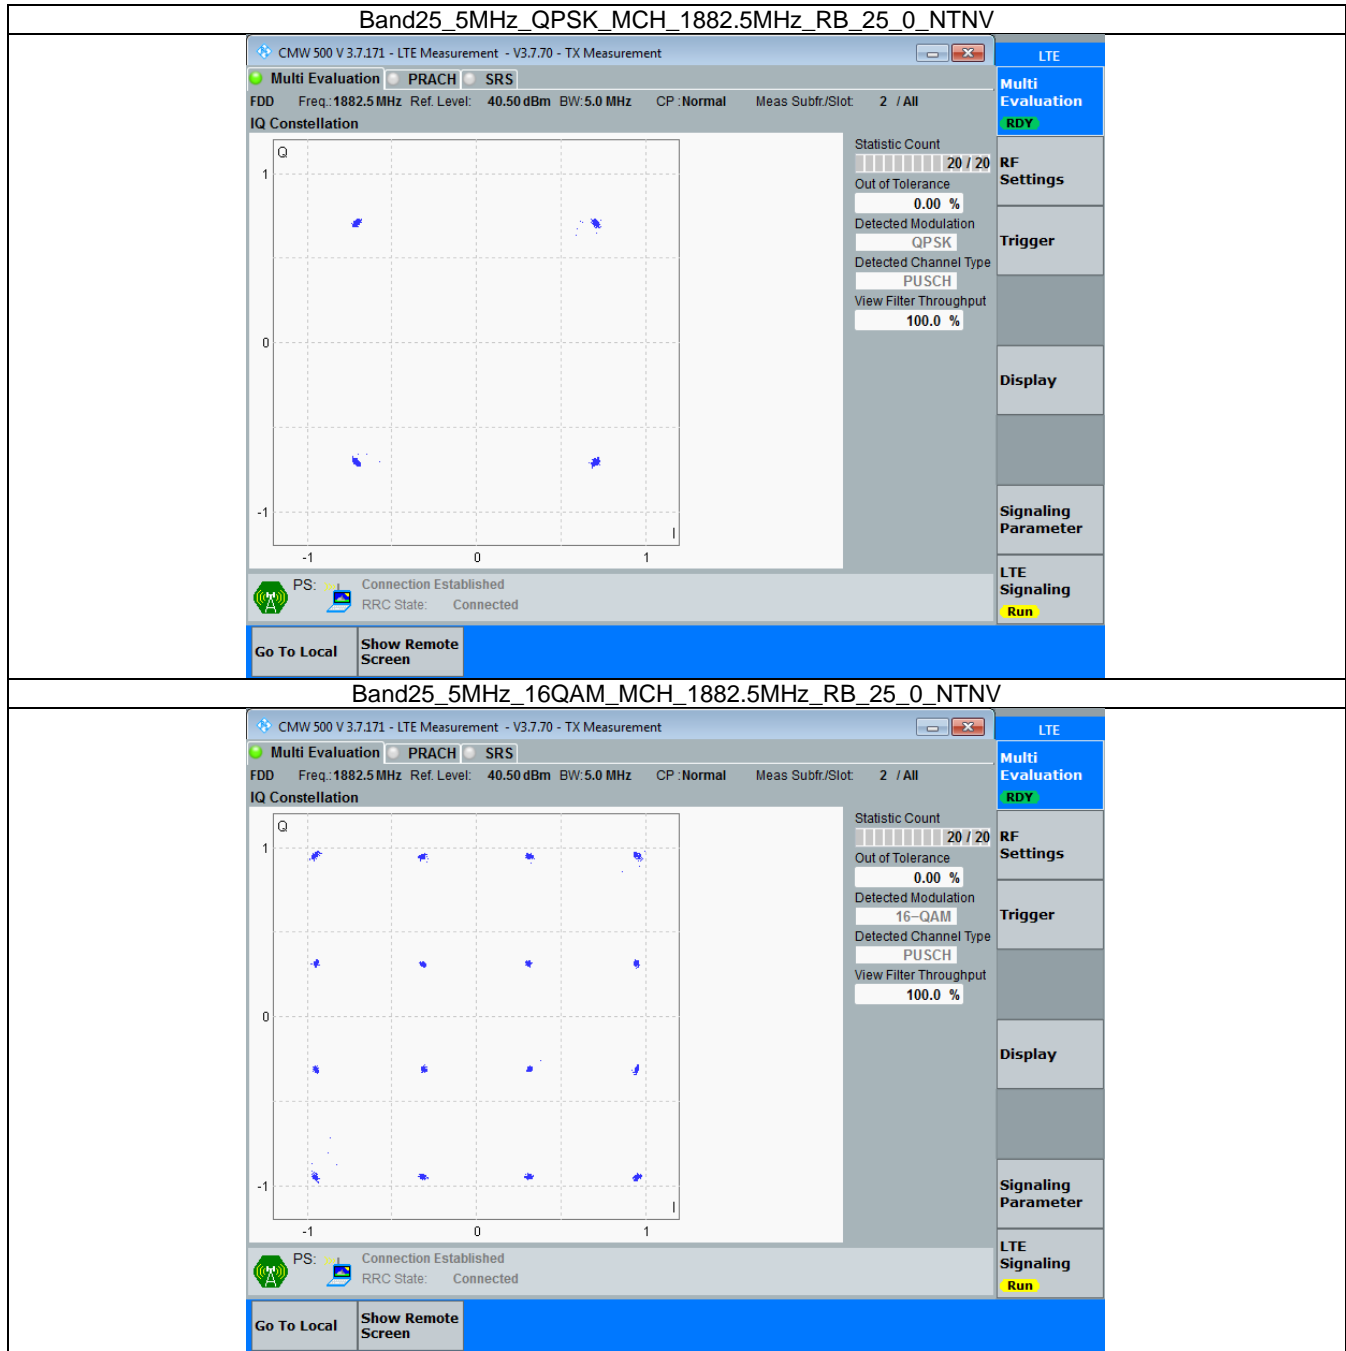 Band25_5MHz_QPSK_MCH_1882.5MHz_RB_25_0_NTNV
CMW 500 V 3.7.171 - LTE Measurement - V3.7.70 - TX Measurement
LTE
Multi Evaluation PRACH SRS
Multi
Evaluation
RDY
FDD Freq.: 1882.5 MHz Ref. Level: 40.50 dBm BW: 5.0 MHz CP : Normal Meas Subfr./Slot: 2 / All
IQ Constellation
Q
1
0
-1
-1 0 1
I
Statistic Count
20 / 20
Out of Tolerance
0.00 %
Detected Modulation
QPSK
Detected Channel Type
PUSCH
View Filter Throughput
100.0 %
RF
Settings
Trigger
Display
Signaling
Parameter
LTE
Signaling
Run
PS: Connection Established
RRC State: Connected
Go To Local
Show Remote
Screen
Band25_5MHz_16QAM_MCH_1882.5MHz_RB_25_0_NTNV
CMW 500 V 3.7.171 - LTE Measurement - V3.7.70 - TX Measurement
LTE
Multi Evaluation PRACH SRS
Multi
Evaluation
RDY
FDD Freq.: 1882.5 MHz Ref. Level: 40.50 dBm BW: 5.0 MHz CP : Normal Meas Subfr./Slot: 2 / All
IQ Constellation
Q
1
0
-1
-1 0 1
I
Statistic Count
20 / 20
Out of Tolerance
0.00 %
Detected Modulation
16-QAM
Detected Channel Type
PUSCH
View Filter Throughput
100.0 %
RF
Settings
Trigger
Display
Signaling
Parameter
LTE
Signaling
Run
PS: Connection Established
RRC State: Connected
Go To Local
Show Remote
Screen